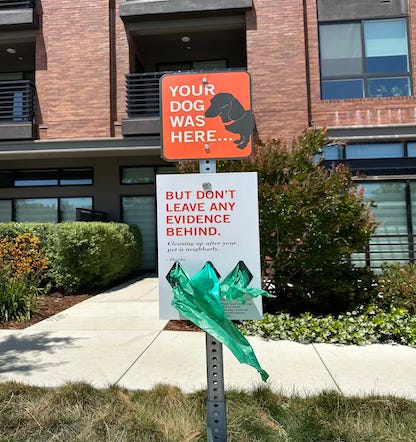 YOUR
DOG
WAS
HERE...
BUT DON'T
LEAVE ANY
EVIDENCE
BEHIND.
Cleaning up after your
pet is neighborly.